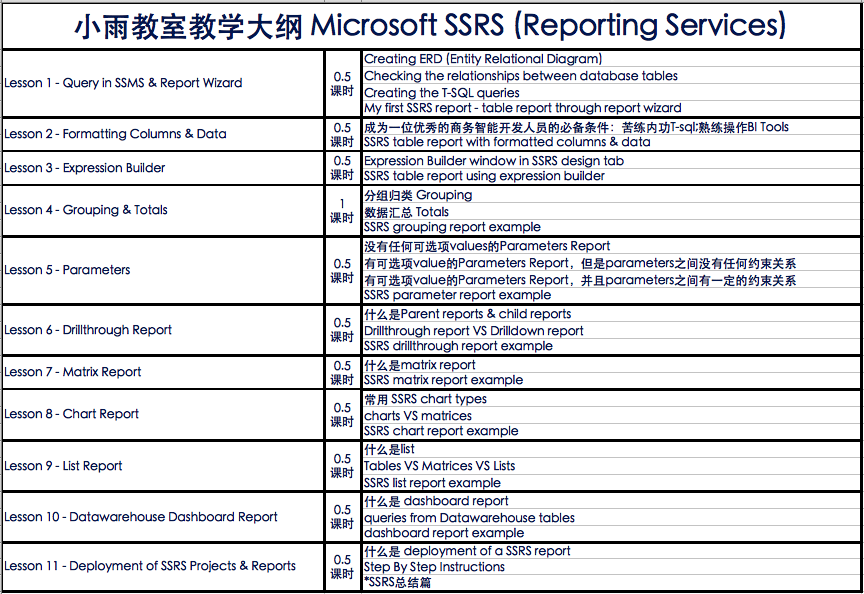 小雨教室教学大纲 Microsoft SSRS (Reporting Services)
Lesson 1 - Query in SSMS & Report Wizard
0.5
课时
Creating ERD (Entity Relational Diagram)
Checking the relationships between database tables
Creating the T-SQL queries
My first SSRS report - table report through report wizard
Lesson 2 - Formatting Columns & Data
0.5
课时
成为一位优秀的商务智能开发人员的必备条件：苦练内功T-sql;熟练操作BI Tools
SSRS table report with formatted columns & data
Lesson 3 - Expression Builder
0.5
课时
Expression Builder window in SSRS design tab
SSRS table report using expression builder
Lesson 4 - Grouping & Totals
1
课时
分组归类 Grouping
数据汇总 Totals
SSRS grouping report example
Lesson 5 - Parameters
0.5
课时
没有任何可选项values的Parameters Report
有可选项value的Parameters Report，但是parameters之间没有任何约束关系
有可选项value的Parameters Report，并且parameters之间有一定的约束关系
SSRS parameter report example
Lesson 6 - Drillthrough Report
0.5
课时
什么是Parent reports & child reports
Drillthrough report VS Drilldown report
SSRS drillthrough report example
Lesson 7 - Matrix Report
0.5
课时
什么是matrix report
SSRS matrix report example
Lesson 8 - Chart Report
0.5
课时
常用 SSRS chart types
charts VS matrices
SSRS chart report example
Lesson 9 - List Report
0.5
课时
什么是list
Tables VS Matrices VS Lists
SSRS list report example
Lesson 10 - Datawarehouse Dashboard Report
0.5
课时
什么是 dashboard report
queries from Datawarehouse tables
dashboard report example
Lesson 11 - Deployment of SSRS Projects & Reports
0.5
课时
什么是 deployment of a SSRS report
Step By Step Instructions
*SSRS总结篇